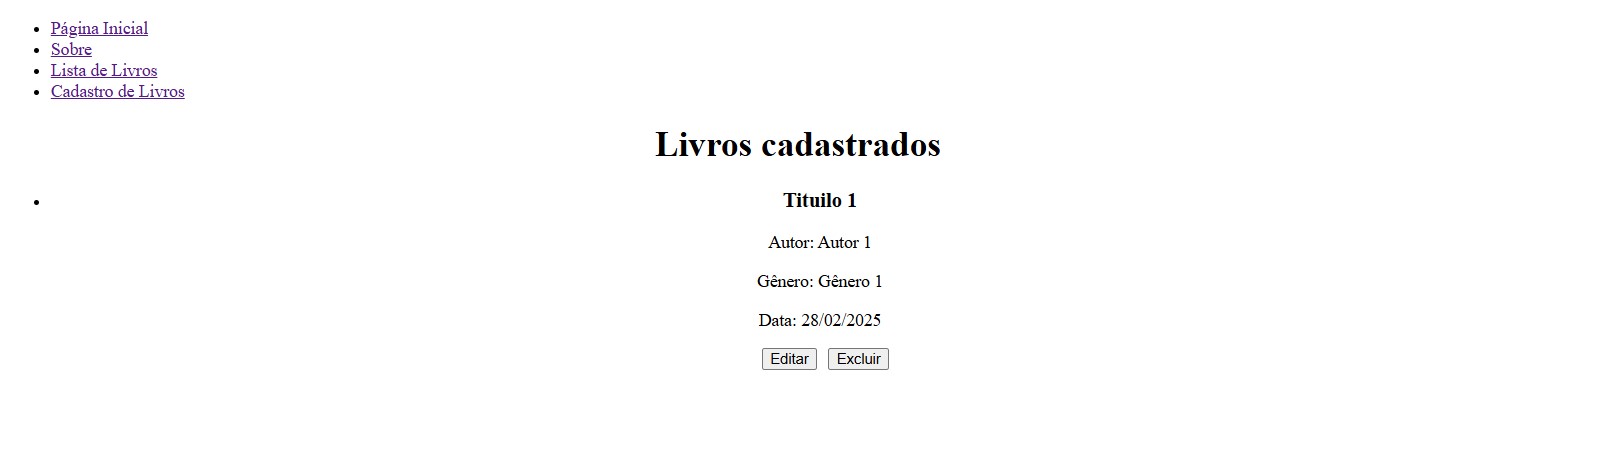 Página Inicial
Sobre
Lista de Livros
Cadastro de Livros
Livros cadastrados
Tituilo 1
Autor: Autor 1
Gênero: Gênero 1
Data: 28/02/2025
Editar Excluir